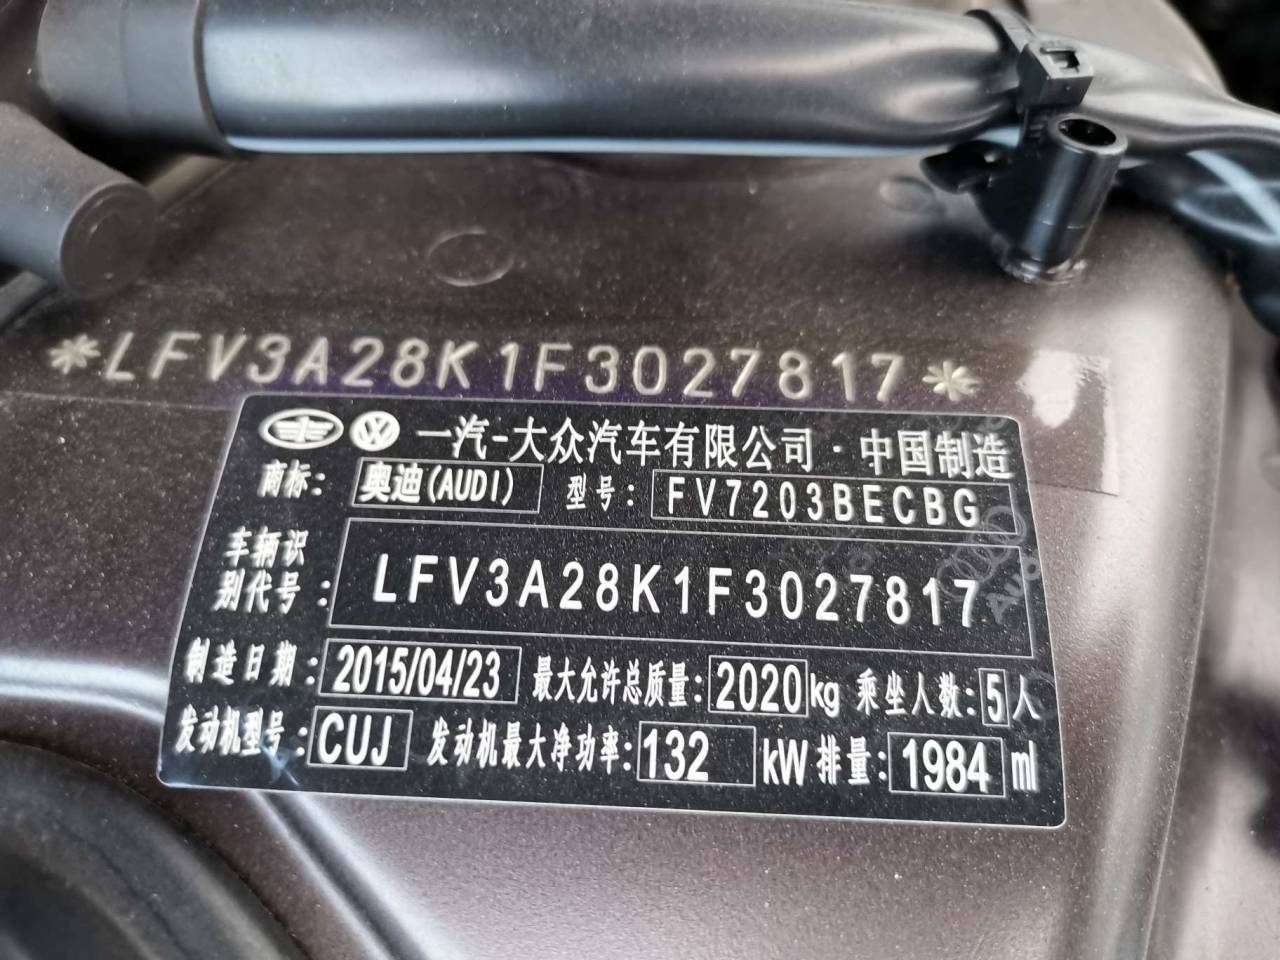 *LFV3A28K1F3027817*
一汽-大众汽车有限公司·中国制造
商标: 奥迪(AUDI) 型号: FV7203BECBG
车辆识
别代号: LFV3A28K1F3027817
制造日期: 2015/04/23 最大允许总质量: 2020kg 乘坐人数: 5人
发动机型号: CUJ 发动机最大净功率: 132 kW 排量: 1984 ml